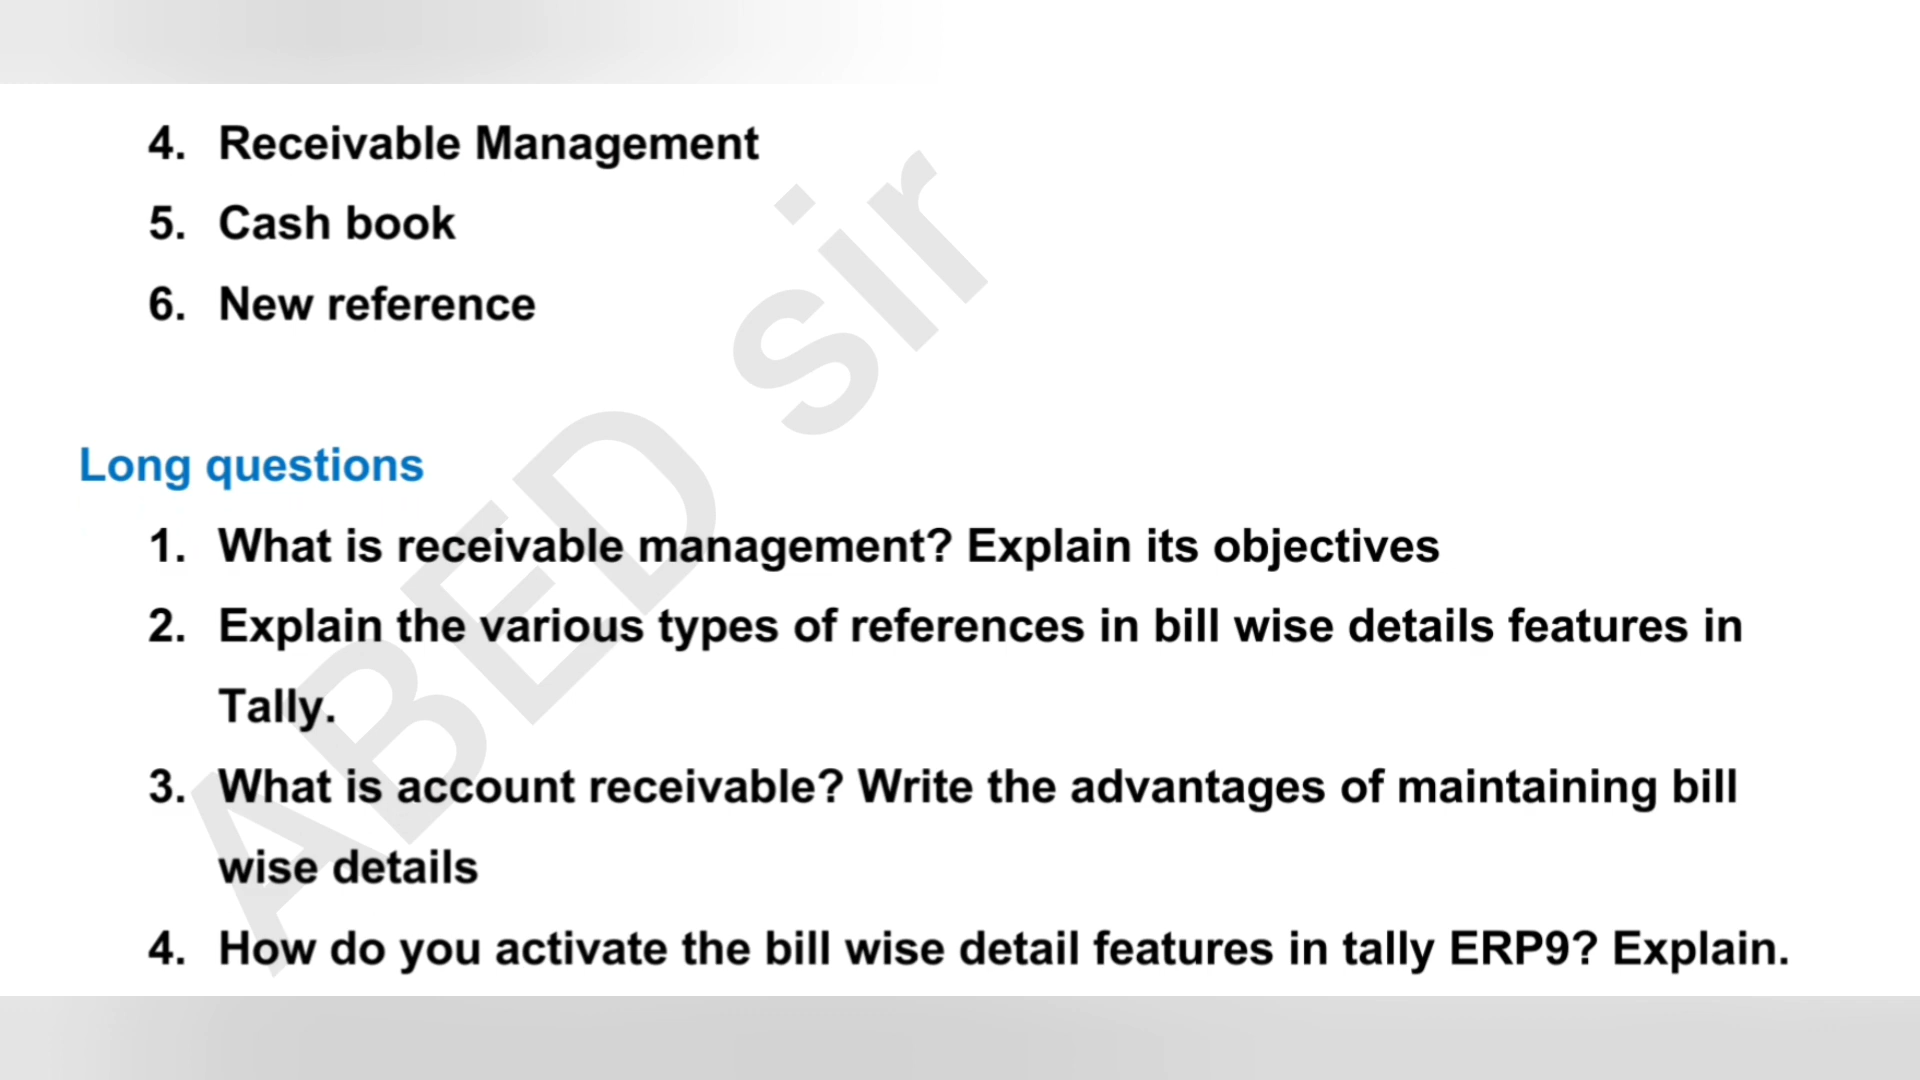 4. Receivable Management
5. Cash book
6. New reference
Long questions
1. What is receivable management? Explain its objectives
2. Explain the various types of references in bill wise details features in
Tally.
3. What is account receivable? Write the advantages of maintaining bill
wise details
4. How do you activate the bill wise detail features in tally ERP9? Explain.
ABED sir